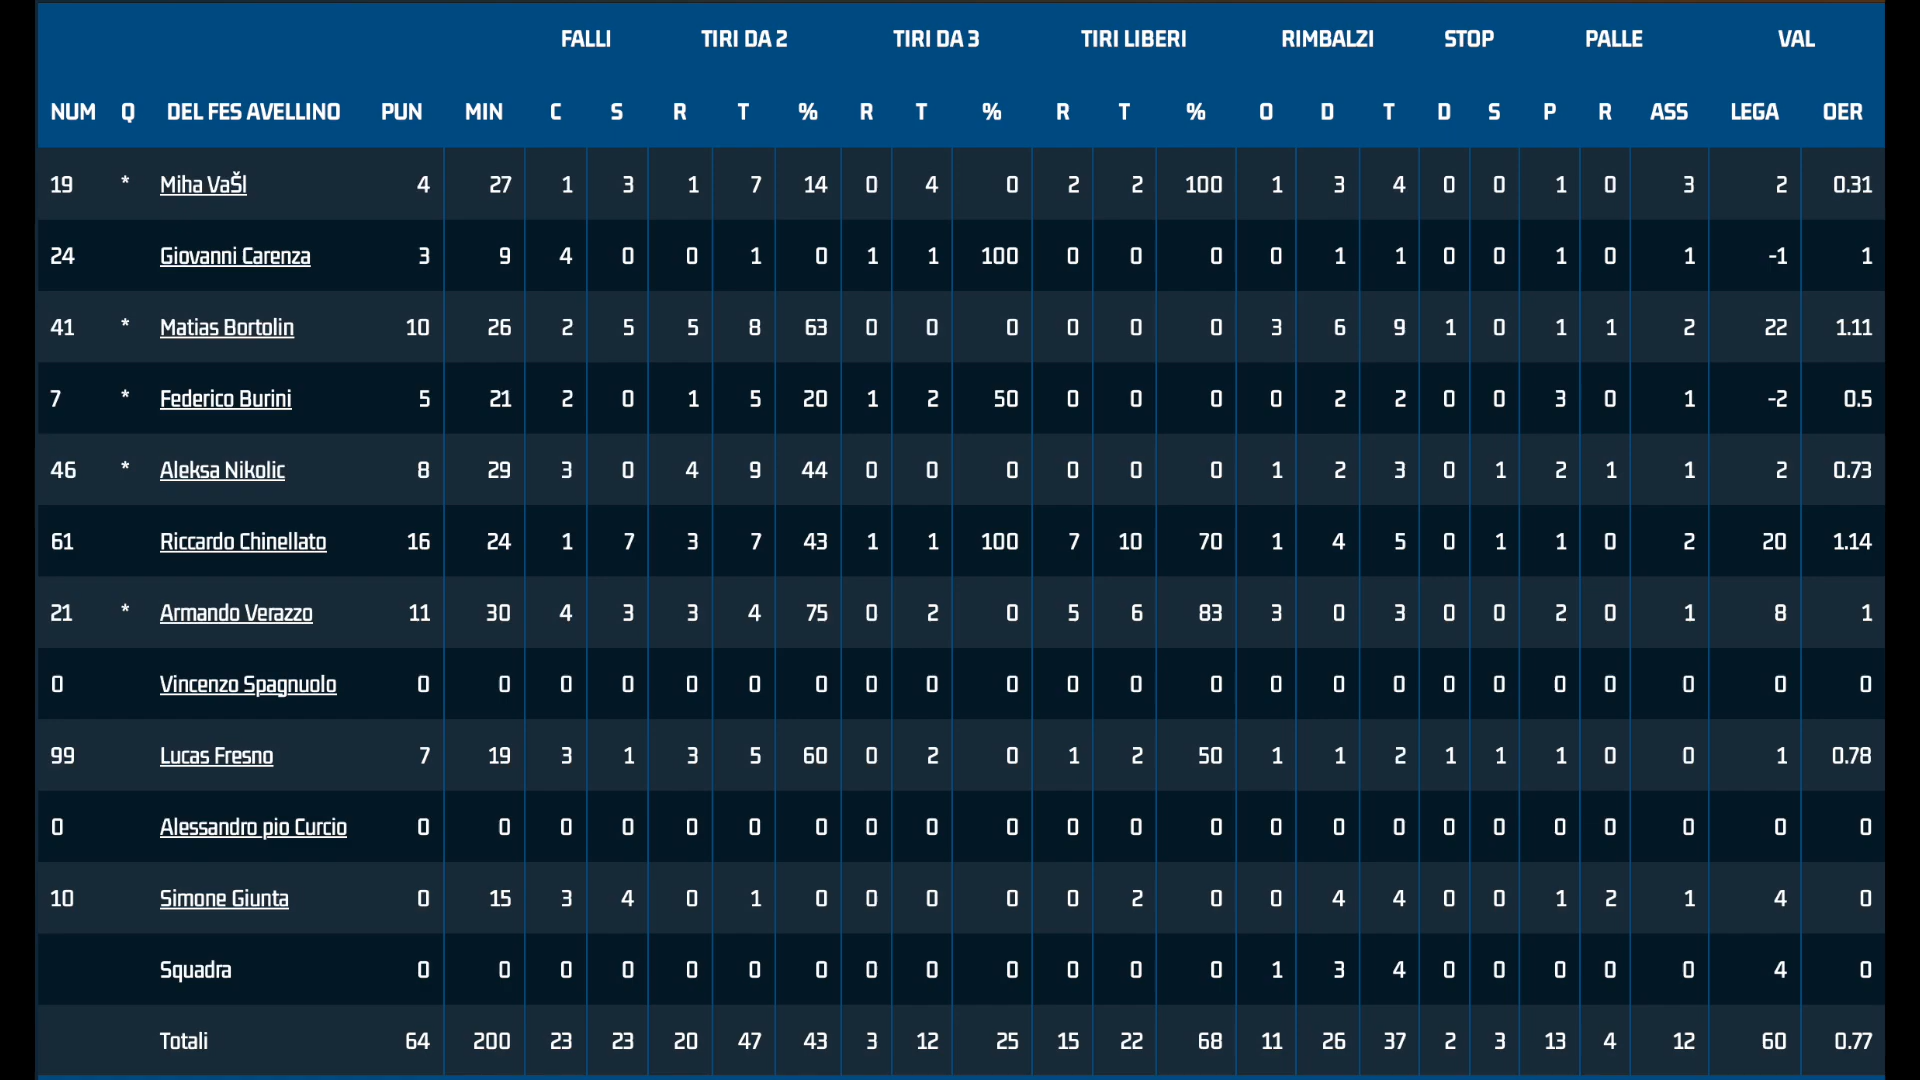 FALLI TIRI DA 2 TIRI DA 3 TIRI LIBERI RIMBALZI STOP PALLE VAL
NUM Q DEL FES AVELLINO PUN MIN C S R T % R T % R T % O D T D S P R ASS LEGA OER
19 * Miha VaŠl 4 27 1 3 1 7 14 0 4 0 2 2 100 1 3 4 0 0 1 0 3 2 0.31
24 Giovanni Carenza 3 9 4 0 0 1 0 1 1 100 0 0 0 0 1 1 0 0 1 0 1 -1 1
41 * Matias Bortolin 10 26 2 5 5 8 63 0 0 0 0 0 0 3 6 9 1 0 1 1 2 22 1.11
7 * Federico Burini 5 21 2 0 1 5 20 1 2 50 0 0 0 0 2 2 0 0 3 0 1 -2 0.5
46 * Aleksa Nikolic 8 29 3 0 4 9 44 0 0 0 0 0 0 1 2 3 0 1 2 1 1 2 0.73
61 Riccardo Chinellato 16 24 1 7 3 7 43 1 1 100 7 10 70 1 4 5 0 1 1 0 2 20 1.14
21 * Armando Verazzo 11 30 4 3 3 4 75 0 2 0 5 6 83 3 0 3 0 0 2 0 1 8 1
0 Vincenzo Spagnuolo 0 0 0 0 0 0 0 0 0 0 0 0 0 0 0 0 0 0 0 0 0 0 0
99 Lucas Fresno 7 19 3 1 3 5 60 0 2 0 1 2 50 1 1 2 1 1 1 0 0 1 0.78
0 Alessandro pio Curcio 0 0 0 0 0 0 0 0 0 0 0 0 0 0 0 0 0 0 0 0 0 0 0
10 Simone Giunta 0 15 3 4 0 1 0 0 0 0 0 2 0 0 4 4 0 0 1 2 1 4 0
Squadra 0 0 0 0 0 0 0 0 0 0 0 0 0 1 3 4 0 0 0 0 0 4 0
Totali 64 200 23 23 20 47 43 3 12 25 15 22 68 11 26 37 2 3 13 4 12 60 0.77